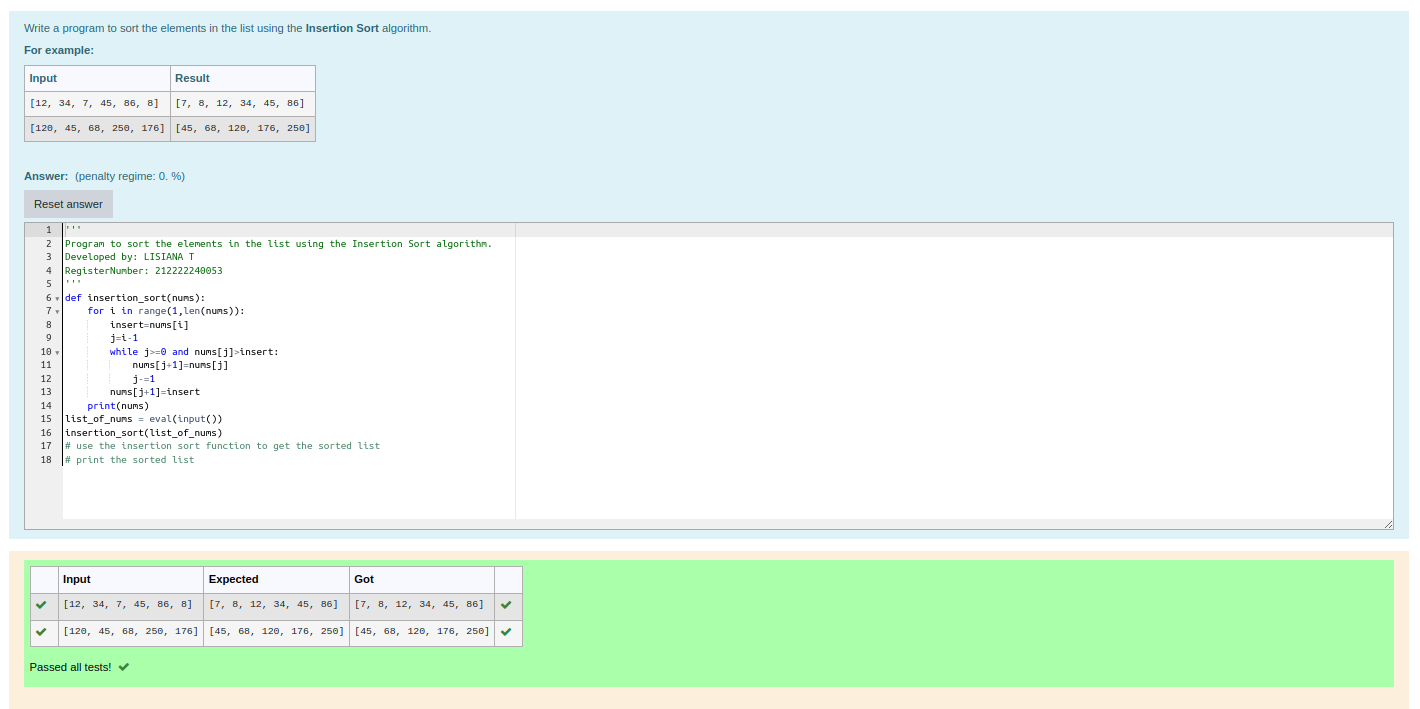 Write a program to sort the elements in the list using the Insertion Sort algorithm.
For example:
Input Result
[12, 34, 7, 45, 86, 8] [7, 8, 12, 34, 45, 86]
[120, 45, 68, 250, 176] [45, 68, 120, 176, 250]
Answer: (penalty regime: 0. %)
Reset answer
1 '''
2 Program to sort the elements in the list using the Insertion Sort algorithm.
3 Developed by: LISIANA T
4 RegisterNumber: 212222240053
5 '''
6 def insertion_sort(nums):
7     for i in range(1,len(nums)):
8         insert=nums[i]
9         j=i-1
10         while j>=0 and nums[j]>insert:
11             nums[j+1]=nums[j]
12             j-=1
13         nums[j+1]=insert
14     print(nums)
15 list_of_nums = eval(input())
16 insertion_sort(list_of_nums)
17 # use the insertion sort function to get the sorted list
18 # print the sorted list
Input Expected Got
[12, 34, 7, 45, 86, 8] [7, 8, 12, 34, 45, 86] [7, 8, 12, 34, 45, 86]
[120, 45, 68, 250, 176] [45, 68, 120, 176, 250] [45, 68, 120, 176, 250]
Passed all tests!